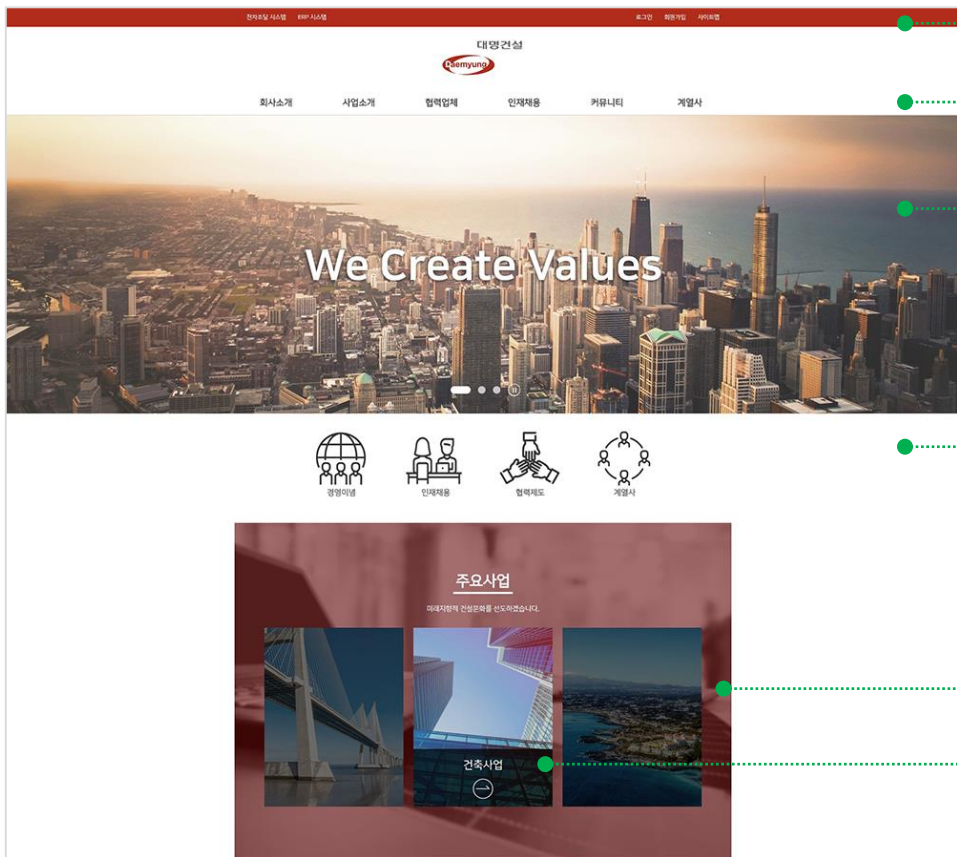 전자조달 시스템 ERP 시스템 로그인 회원가입 사이트맵
대명건설
Daemyung
회사소개 사업소개 협력업체 인재채용 커뮤니티 계열사
We Create Values
경영이념 인재채용 협력제도 계열사
주요사업
미래지향적 건설문화를 선도하겠습니다.
건축사업